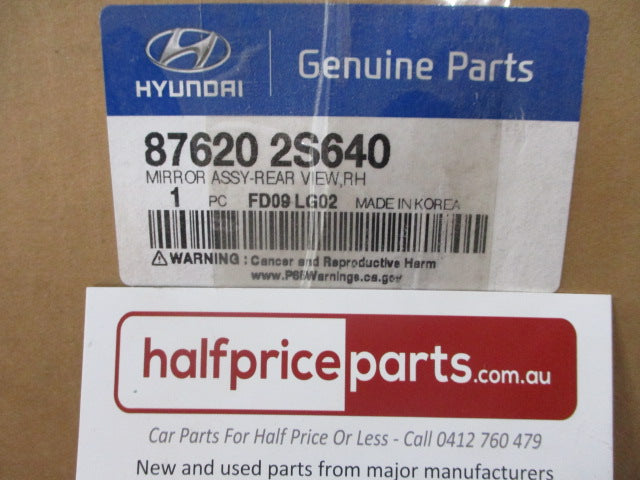 HYUNDAI
Genuine Parts
87620 2S640
MIRROR ASSY-REAR VIEW,RH
1 PC FD09 LG02 MADE IN KOREA
WARNING : Cancer and Reproductive Harm
www.P65Warnings.ca.gov
halfpriceparts.com.au
Car Parts For Half Price Or Less - Call 0412 760 479
New and used parts from major manufacturers